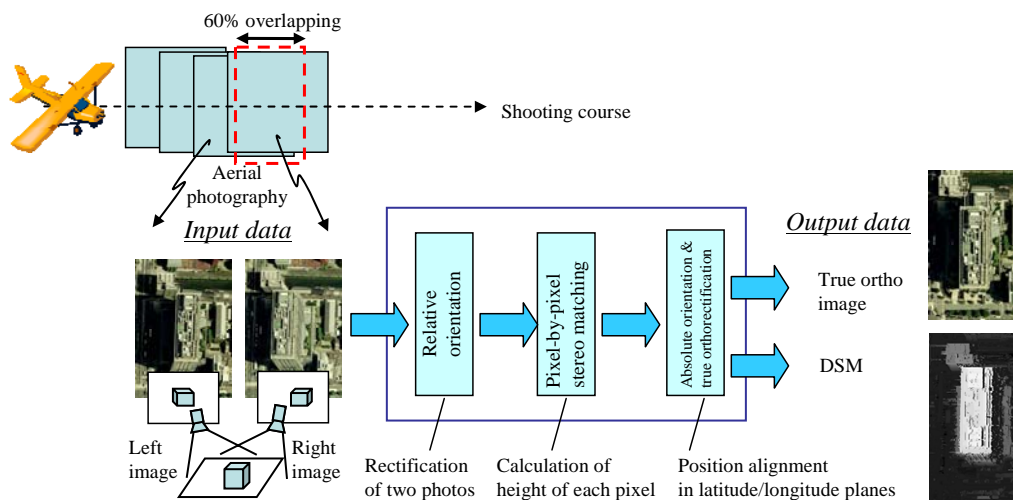 60% overlapping
Shooting course
Aerial
photography
Input data
Output data
Relative
orientation
Pixel-by-pixel
stereo maching
Absolute orientation &
true orthorectification
True ortho
image
DSM
Left
image
Right
image
Rectification
of two photos
Calculation of
height of each pixel
Position alignment
in latitude/longitude planes